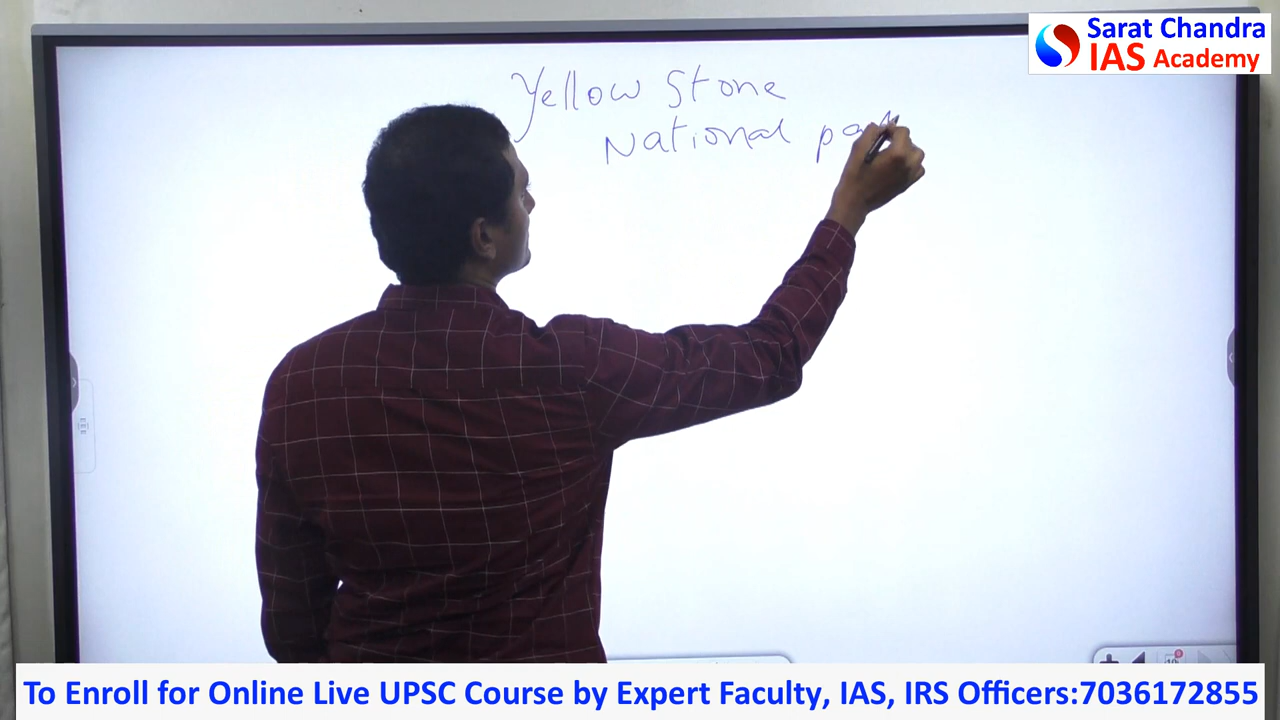 Sarat Chandra
IAS Academy
Yellow Stone
National
To Enroll for Online Live UPSC Course by Expert Faculty, IAS, IRS Officers:7036172855